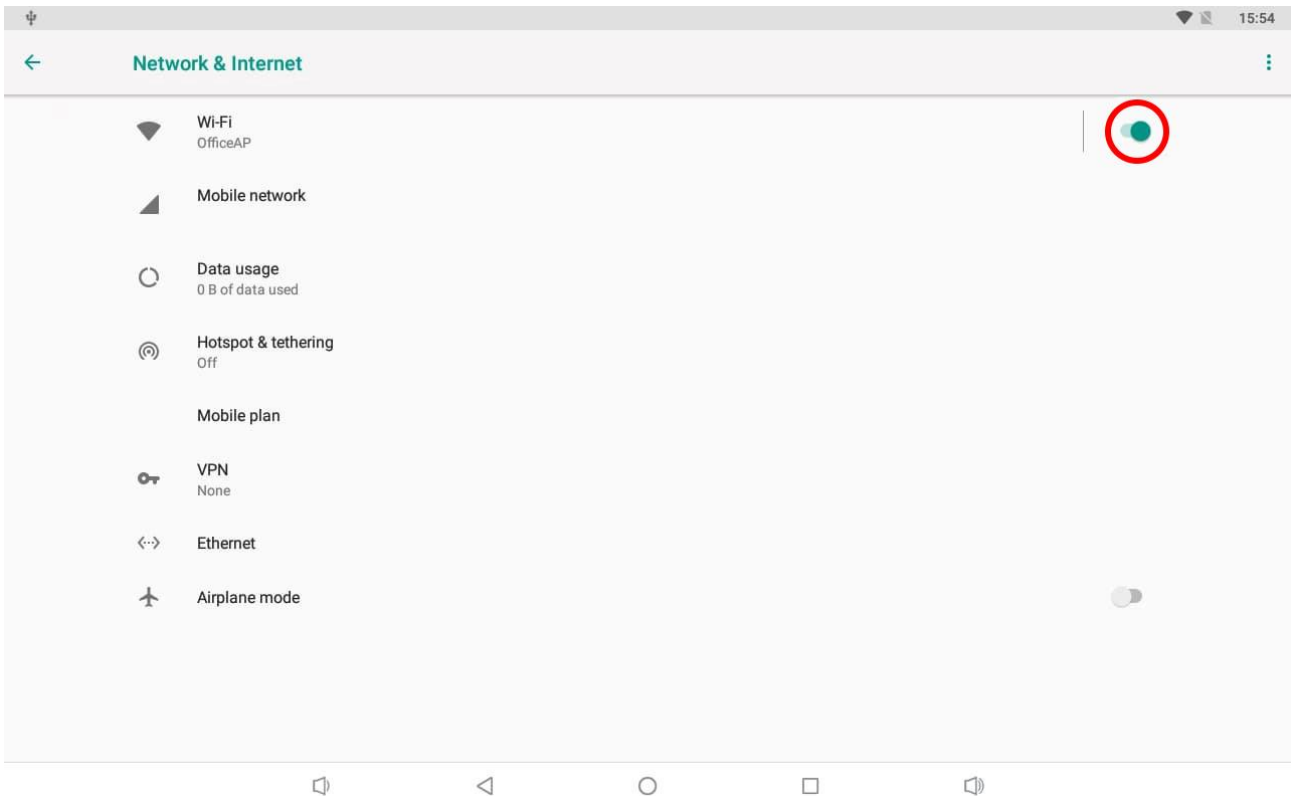 15:54
Network & Internet
Wi-Fi
OfficeAP
Mobile network
Data usage
0 B of data used
Hotspot & tethering
Off
Mobile plan
VPN
None
Ethernet
Airplane mode